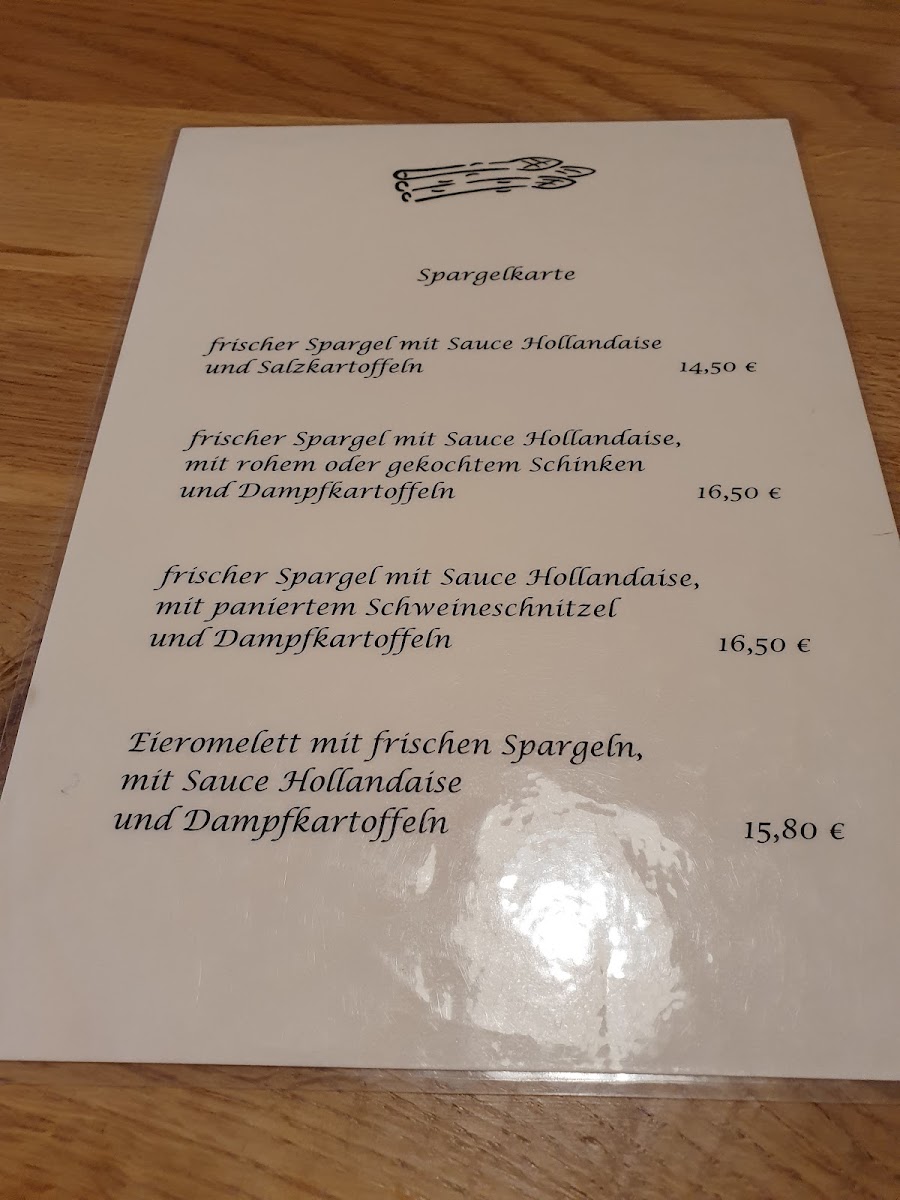 Spargelkarte
frischer Spargel mit Sauce Hollandaise
und Salzkartoffeln 14,50 €
frischer Spargel mit Sauce Hollandaise,
mit rohem oder gekochtem Schinken
und Dampfkartoffeln 16,50 €
frischer Spargel mit Sauce Hollandaise,
mit paniertem Schweineschnitzel
und Dampfkartoffeln 16,50 €
Eieromelett mit frischen Spargeln,
mit Sauce Hollandaise
und Dampfkartoffeln 15,80 €